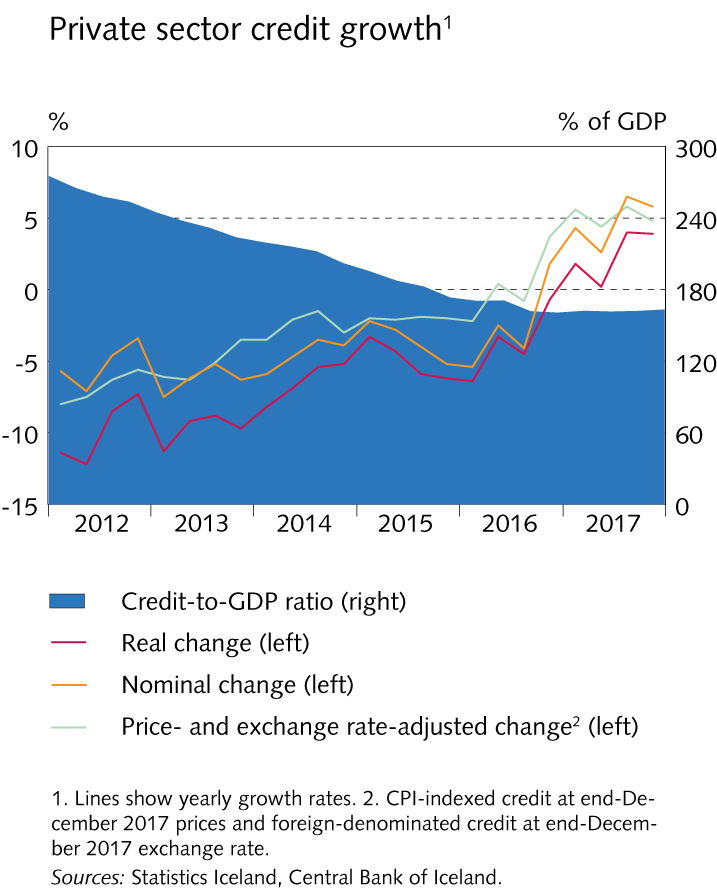 Private sector credit growth¹
% % of GDP
10 300
5 240
0 180
-5 120
-10 60
-15 0
2012 2013 2014 2015 2016 2017
Credit-to-GDP ratio (right)
Real change (left)
Nominal change (left)
Price- and exchange rate-adjusted change² (left)
1. Lines show yearly growth rates. 2. CPI-indexed credit at end-De-
cember 2017 prices and foreign-denominated credit at end-Decem-
ber 2017 exchange rate.
Sources: Statistics Iceland, Central Bank of Iceland.